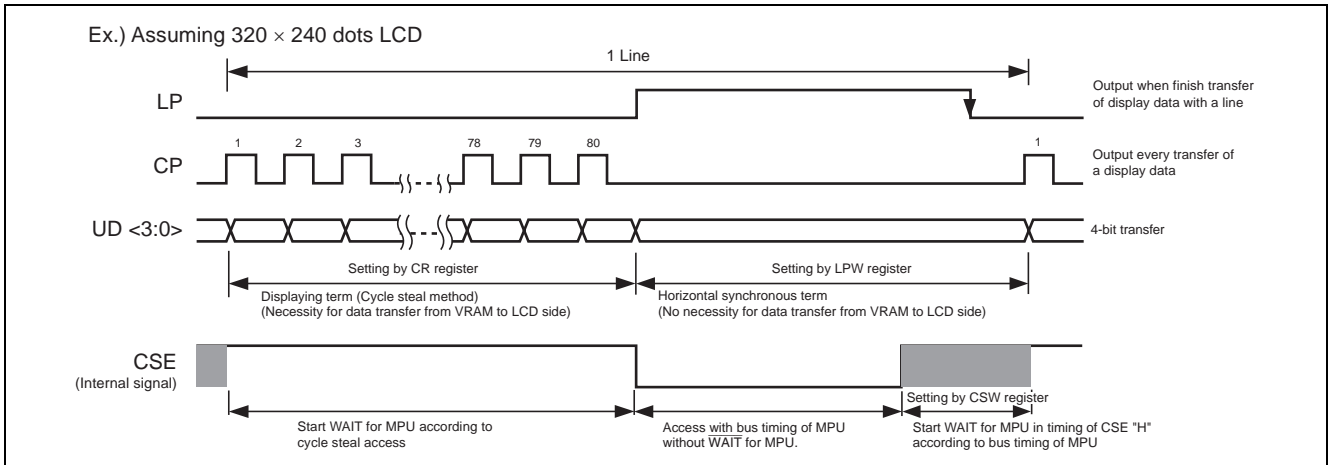 Ex.) Assuming 320 × 240 dots LCD
1 Line
LP
Output when finish transfer
of display data with a line
1
2
3
78
79
80
1
CP
Output every transfer of
a display data
UD <3:0>
4-bit transfer
Setting by CR register
Setting by LPW register
Displaying term (Cycle steal method)
(Necessity for data transfer from VRAM to LCD side)
Horizontal synchronous term
(No necessity for data transfer from VRAM to LCD side)
CSE
(Internal signal)
Setting by CSW register
Start WAIT for MPU according to
cycle steal access
Access with bus timing of MPU
without WAIT for MPU.
Start WAIT for MPU in timing of CSE "H"
according to bus timing of MPU